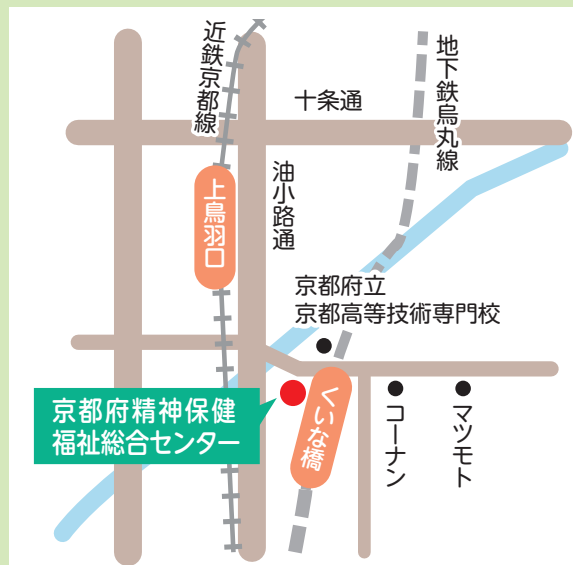 近鉄京都線
地下鉄烏丸線
十条通
上鳥羽口
油小路通
京都府立
京都高等技術専門校
京都府精神保健
福祉総合センター
くいな橋
コーナン
マツモト